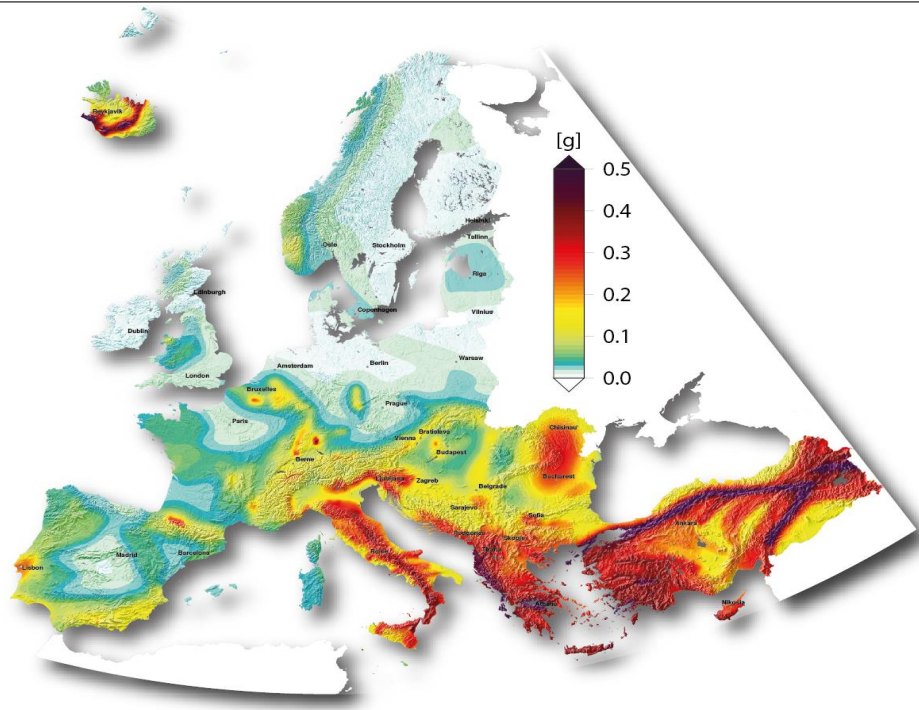 Reykjavik
[g]
0.5
0.4
0.3
0.2
0.1
0.0
Helsinki
Tallinn
Oslo
Stockholm
Riga
Copenhagen
Vilnius
Edinburgh
Dublin
London
Amsterdam
Berlin
Warsaw
Bruxelles
Prague
Paris
Bratislava
Vienna
Budapest
Chisinau
Berne
Ljubljana
Zagreb
Bucharest
Belgrade
Sarajevo
Sofia
Skopje
Ankara
Madrid
Barcelona
Rome
Lisbon
Athens
Nikosia